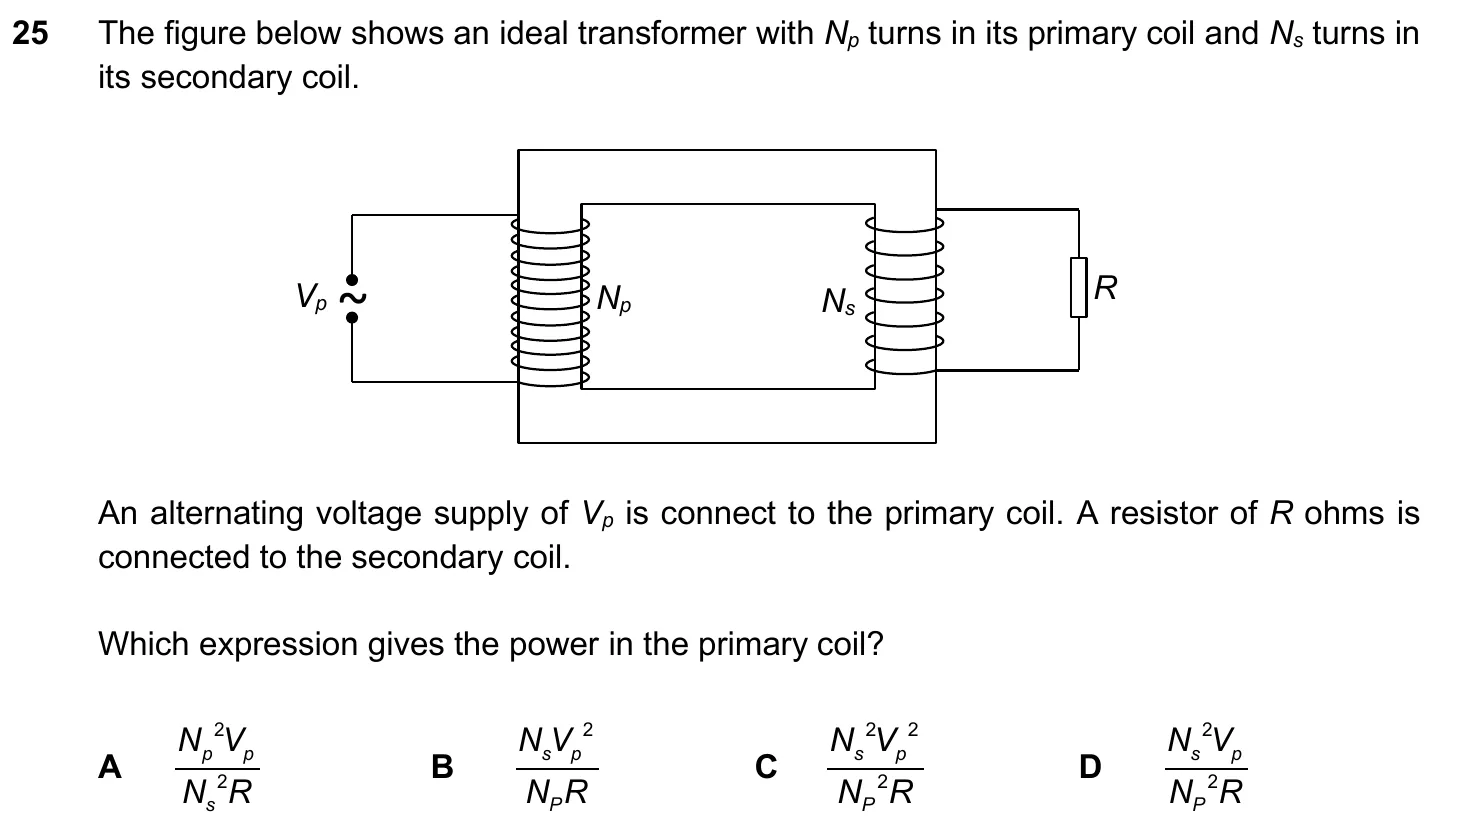 25 The figure below shows an ideal transformer with Np turns in its primary coil and Ns turns in
its secondary coil.
Vp ~ Np Ns R
An alternating voltage supply of Vp is connect to the primary coil. A resistor of R ohms is
connected to the secondary coil.
Which expression gives the power in the primary coil?
A Np²Vp / Ns²R B NsVp² / NPR C Ns²Vp² / NP²R D Ns²Vp / NP²R